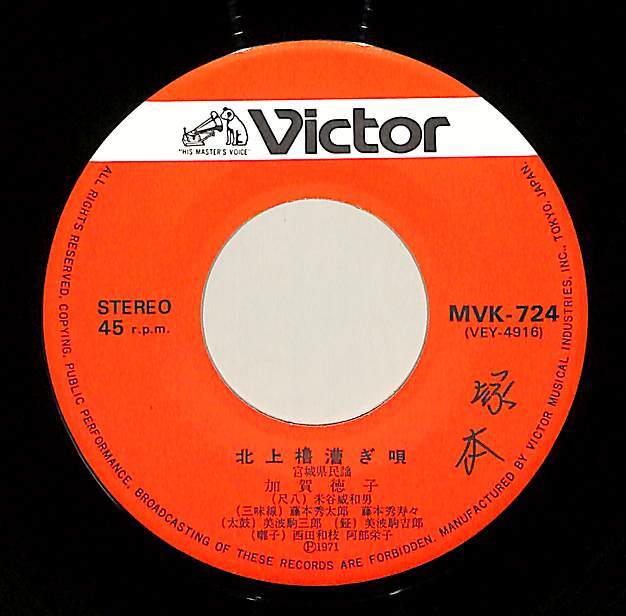 Victor
"HIS MASTER'S VOICE"
STEREO
45 r.p.m.
MVK-724
(VEY-4916)
塚
本
北上櫓漕ぎ唄
宮城県民謡
加賀徳子
(尺八) 米谷威和男
(三味線) 藤本秀太郎 藤本秀寿々
(太鼓) 美波駒三郎 (鉦) 美波駒吉郎
(囃子) 西田和枝 阿部栄子
Ⓟ1971
ALL RIGHTS RESERVED. COPYING, PUBLIC PERFORMANCE, BROADCASTING OF THESE RECORDS ARE FORBIDDEN. MANUFACTURED BY VICTOR MUSICAL INDUSTRIES, INC., TOKYO, JAPAN.